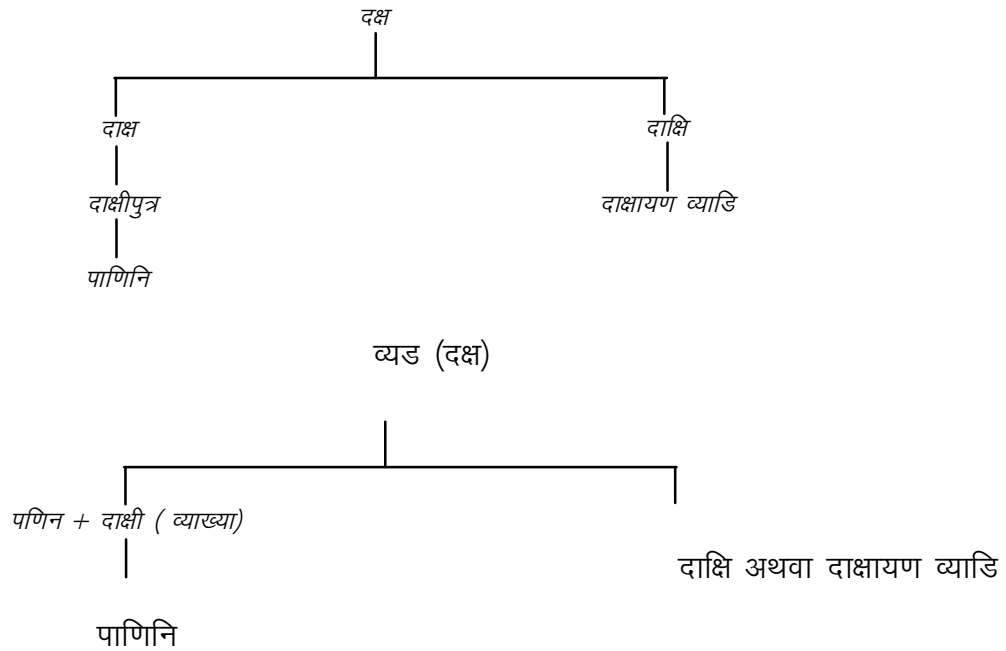 दक्ष
दाक्ष दाक्षि
दाक्षीपुत्र दाक्षायण व्याडि
पाणिनि
व्यड (दक्ष)
पणिन + दाक्षी ( व्याख्या)
दाक्षि अथवा दाक्षायण व्याडि
पाणिनि